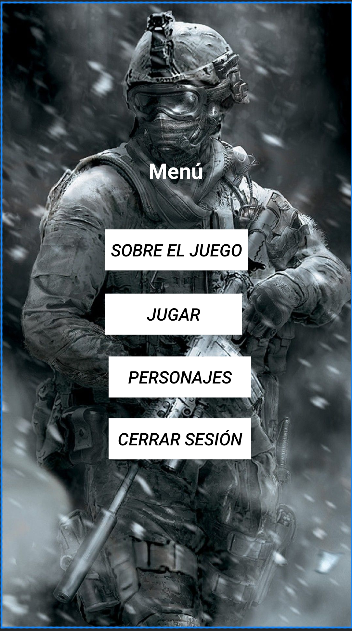 Menú
SOBRE EL JUEGO
JUGAR
PERSONAJES
CERRAR SESIÓN